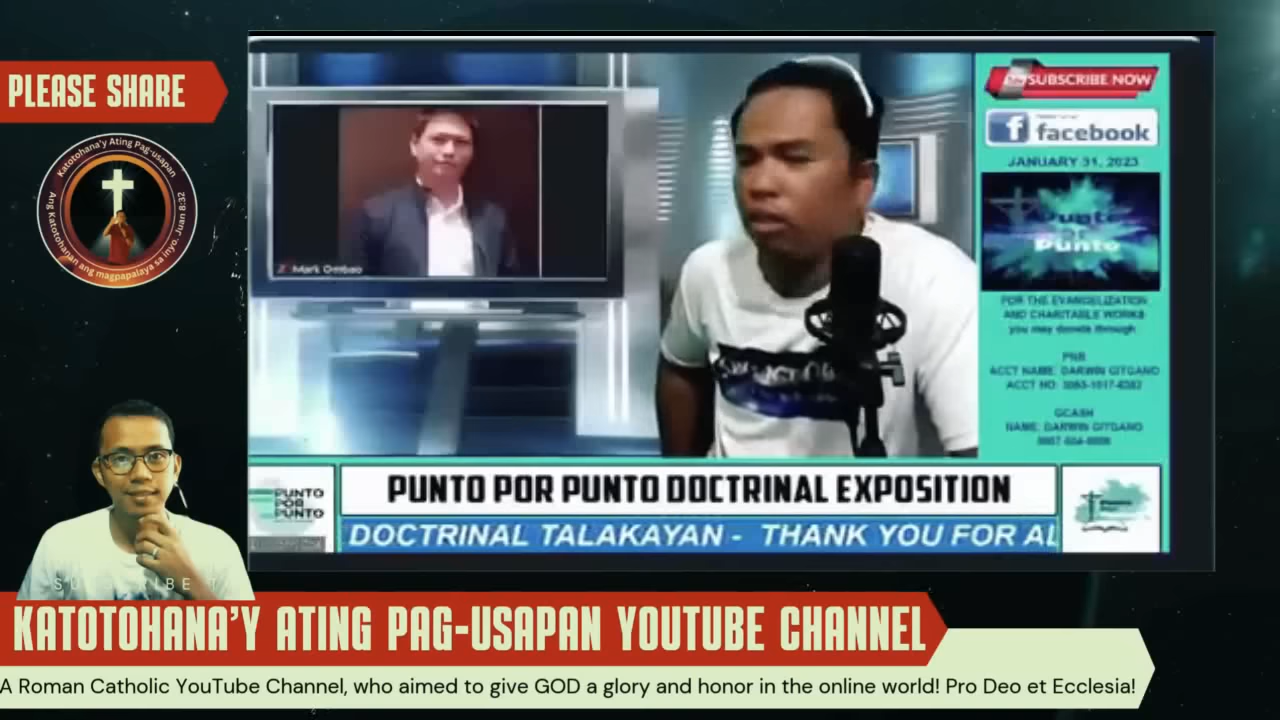 PLEASE SHARE
Katotohana'y Ating Pag-usapan
Ang Katotohanan ang magpapalaya sa inyo. Juan 8:32
SUBSCRIBE NOW
facebook
JANUARY 31, 2023
Punto
Por
Punto
FOR THE EVANGELIZATION
AND CHARITABLE WORKS
you may donate through
PNB
ACCT NAME: DARWIN GITGANO
GCASH
NAME: DARWIN GITGANO
PUNTO
POR
PUNTO
PUNTO POR PUNTO DOCTRINAL EXPOSITION
DOCTRINAL TALAKAYAN - THANK YOU FOR AL
KATOTOHANA'Y ATING PAG-USAPAN YOUTUBE CHANNEL
A Roman Catholic YouTube Channel, who aimed to give GOD a glory and honor in the online world! Pro Deo et Ecclesia!